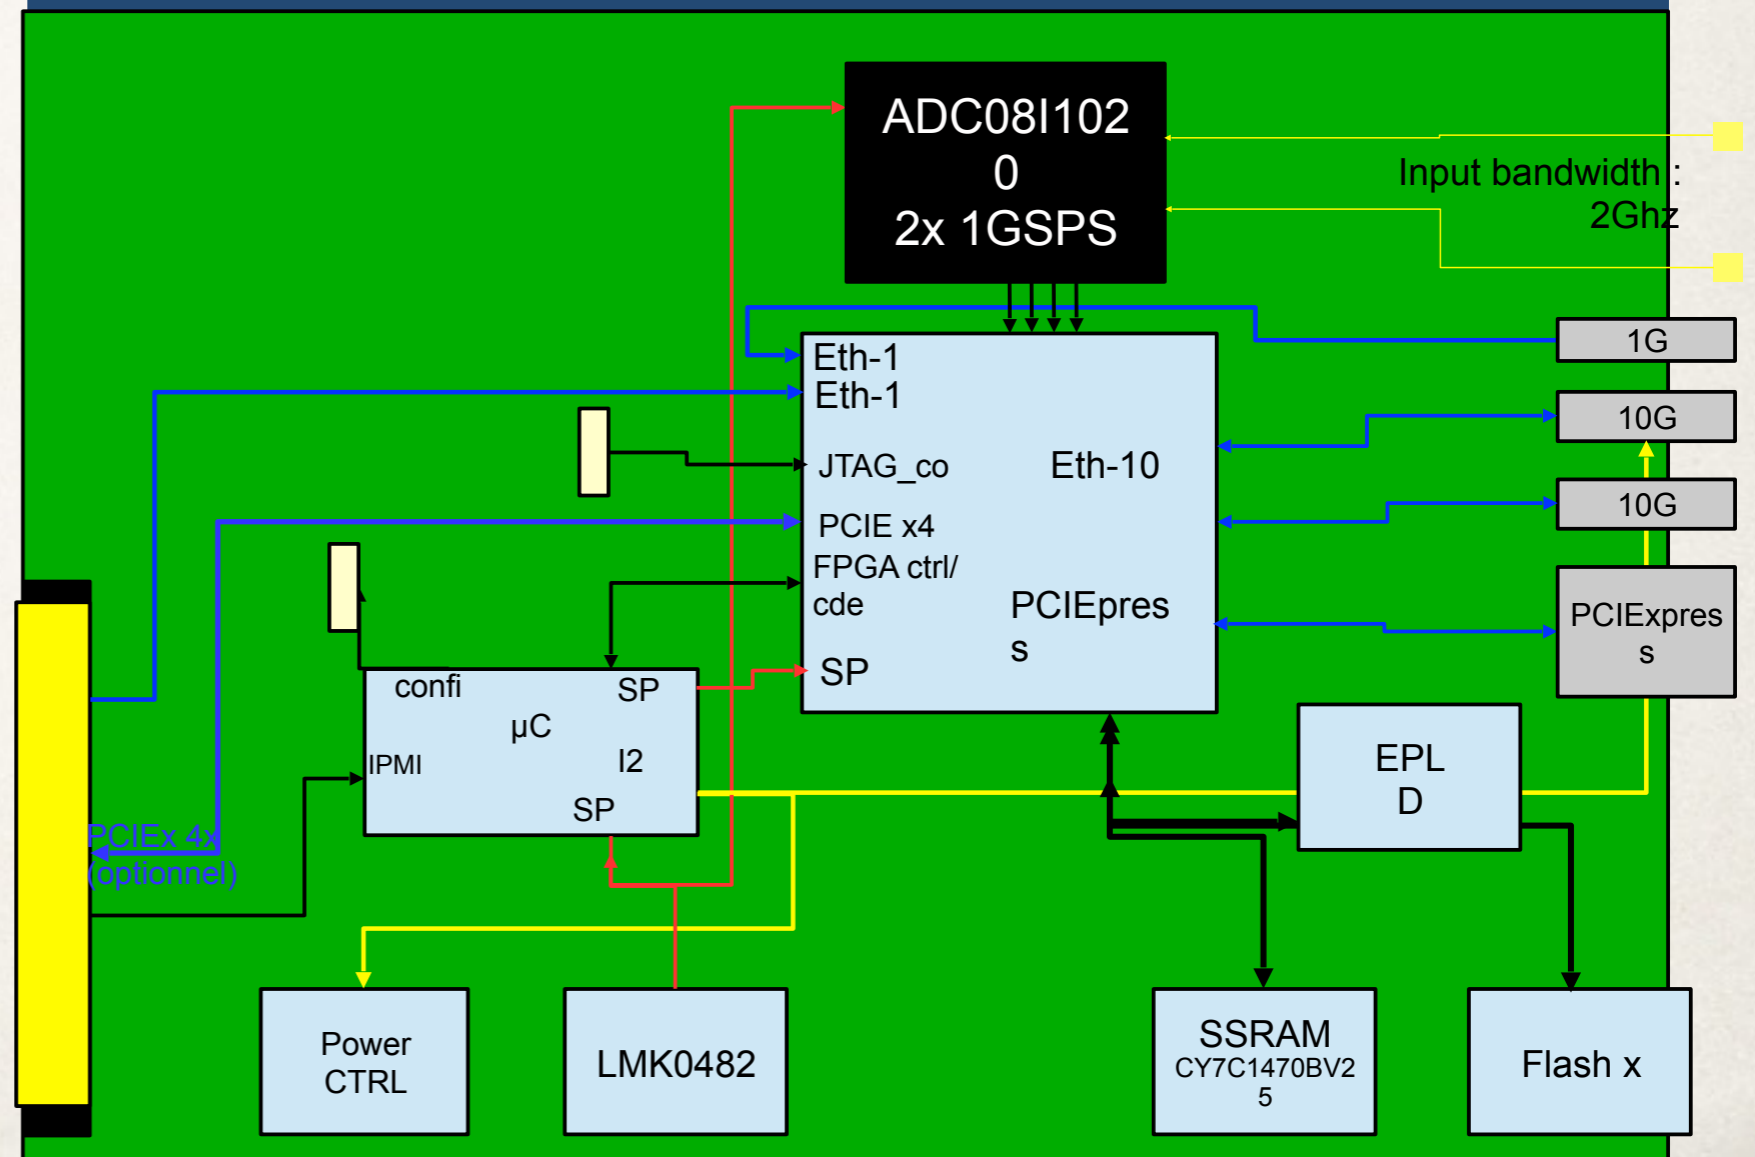 ADC08I102
0
2x 1GSPS
Input bandwidth :
2Ghz
1G
10G
10G
PCIExpres
s
Eth-1
Eth-1
JTAG_co
Eth-10
PCIE x4
FPGA ctrl/
cde
PCIEpres
s
SP
confi
SP
µC
IPMI
I2
SP
EPL
D
PCIEx 4x
(optionnel)
Power
CTRL
LMK0482
SSRAM
CY7C1470BV2
5
Flash x